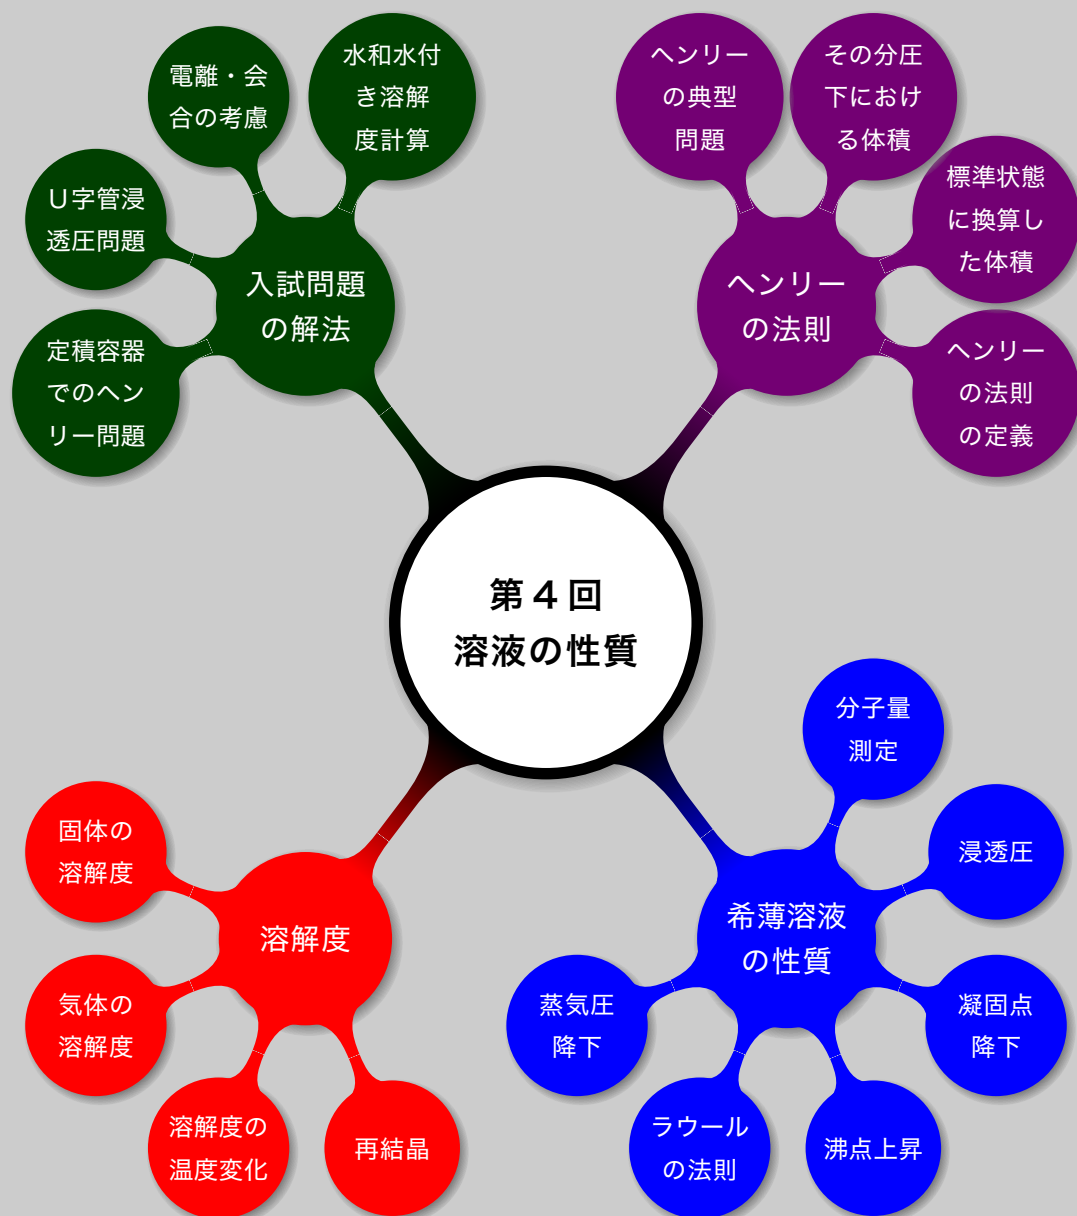 水和水付
き溶解
度計算
電離・会
合の考慮
U字管浸
透圧問題
定積容器
でのヘン
リー問題
入試問題
の解法
ヘンリー
の典型
問題
その分圧
下におけ
る体積
標準状態
に換算し
た体積
ヘンリー
の法則
の定義
ヘンリー
の法則
第４回
溶液の性質
固体の
溶解度
気体の
溶解度
溶解度の
温度変化
再結晶
溶解度
分子量
測定
浸透圧
凝固点
降下
沸点上昇
ラウール
の法則
蒸気圧
降下
希薄溶液
の性質